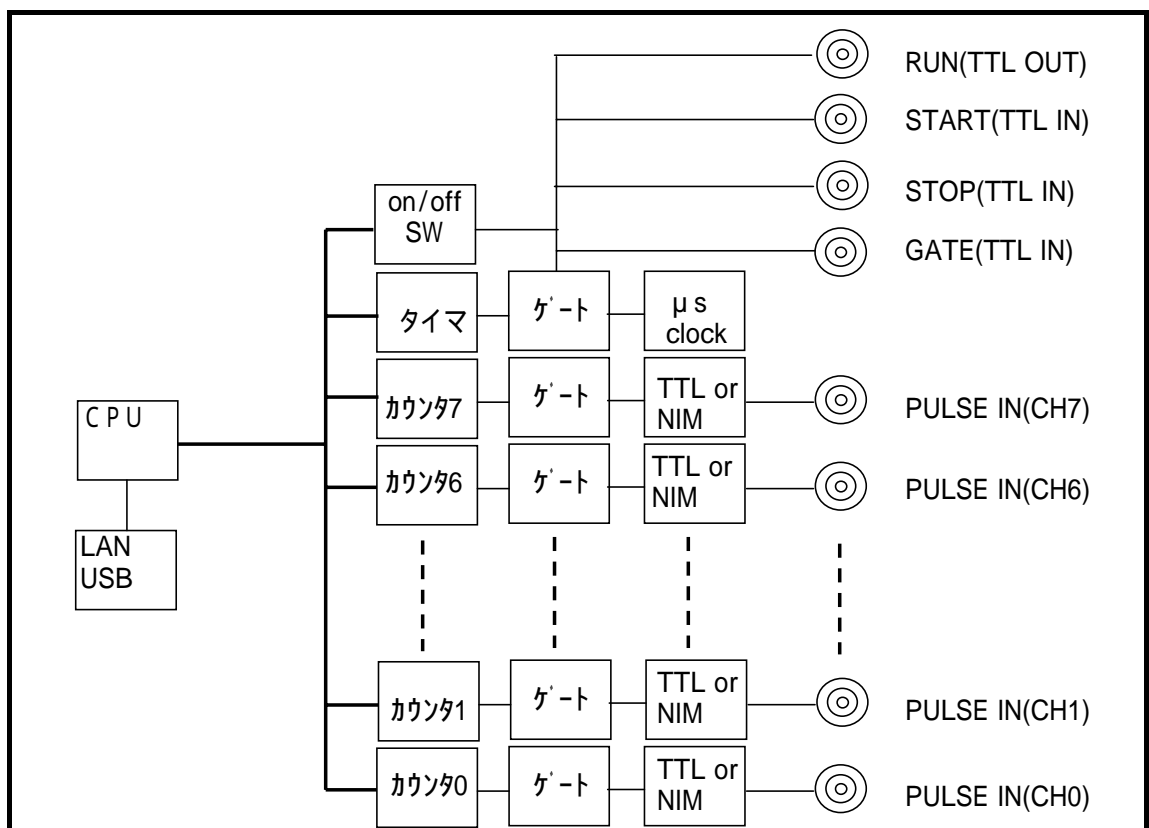 RUN(TTL OUT)
START(TTL IN)
STOP(TTL IN)
GATE(TTL IN)
on/off
SW
タイマ
ｹﾞｰﾄ
μs
clock
ｶｳﾝﾀ7
ｹﾞｰﾄ
TTL or
NIM
PULSE IN(CH7)
CPU
ｶｳﾝﾀ6
ｹﾞｰﾄ
TTL or
NIM
PULSE IN(CH6)
LAN
USB
ｶｳﾝﾀ1
ｹﾞｰﾄ
TTL or
NIM
PULSE IN(CH1)
ｶｳﾝﾀ0
ｹﾞｰﾄ
TTL or
NIM
PULSE IN(CH0)